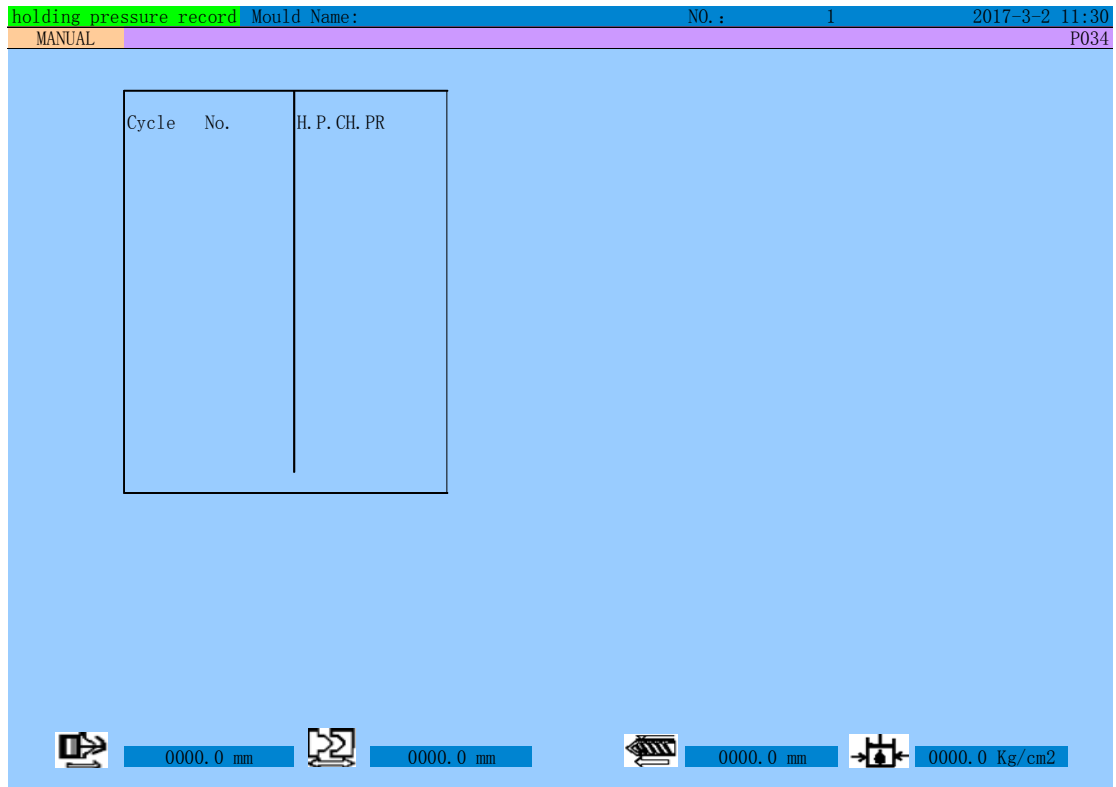 holding pressure record Mould Name: NO.: 1 2017-3-2 11:30
MANUAL P034
Cycle No. H.P.CH.PR
0000.0 mm 0000.0 mm 0000.0 mm 0000.0 Kg/cm2